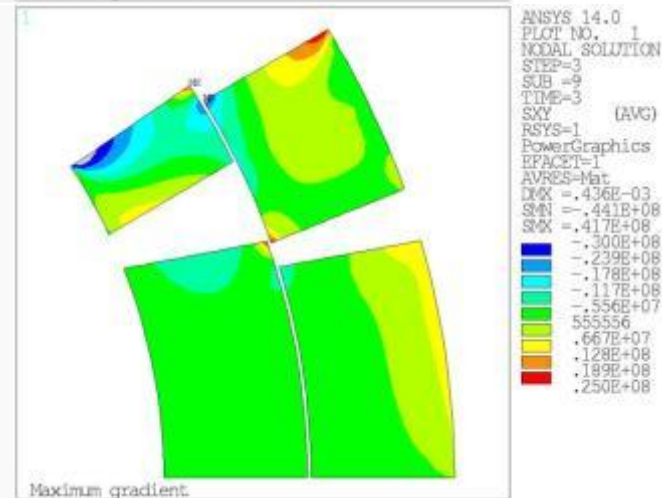 1
ANSYS 14.0
PLOT NO. 1
NODAL SOLUTION
STEP=3
SUB =9
TIME=3
SXY (AVG)
RSYS=1
PowerGraphics
EFACET=1
AVRES=Mat
DMX =.436E-03
SMN =-.441E+08
SMX =.417E+08
-.300E+08
-.239E+08
-.178E+08
-.117E+08
-.556E+07
555556
.667E+07
.128E+08
.189E+08
.250E+08
MX
Maximum gradient